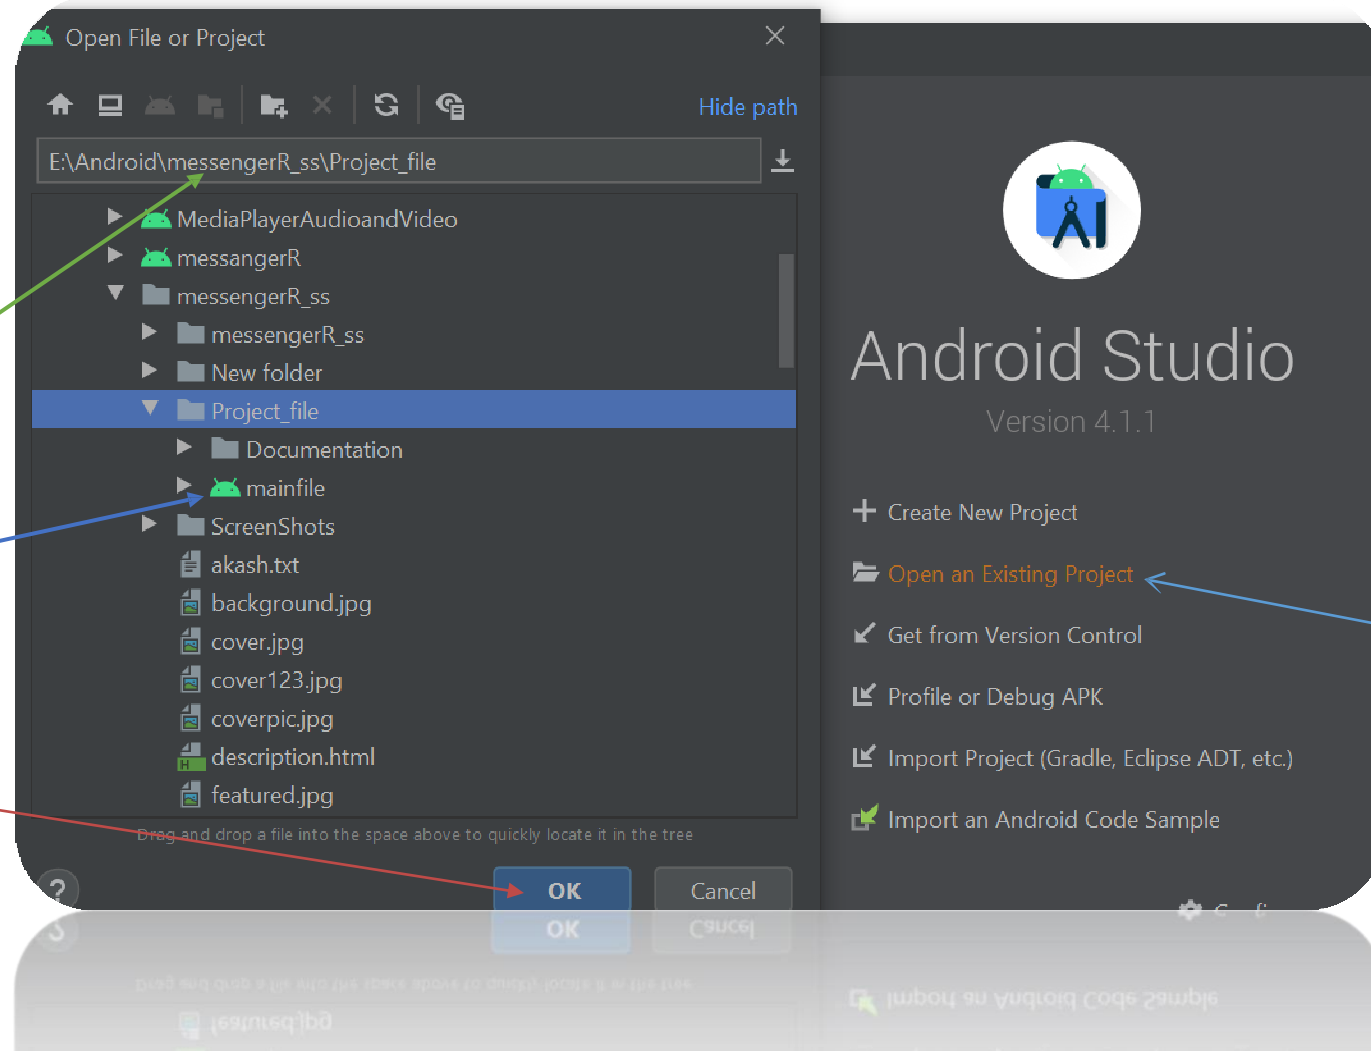 Open File or Project
Hide path
E:\Android\messengerR_ss\Project_file
MediaPlayerAudioandVideo
messangerR
messengerR_ss
messengerR_ss
New folder
Project_file
Documentation
mainfile
ScreenShots
akash.txt
background.jpg
cover.jpg
cover123.jpg
coverpic.jpg
description.html
featured.jpg
Drag and drop a file into the space above to quickly locate it in the tree
?
OK
Cancel
Android Studio
Version 4.1.1
Create New Project
Open an Existing Project
Get from Version Control
Profile or Debug APK
Import Project (Gradle, Eclipse ADT, etc.)
Import an Android Code Sample